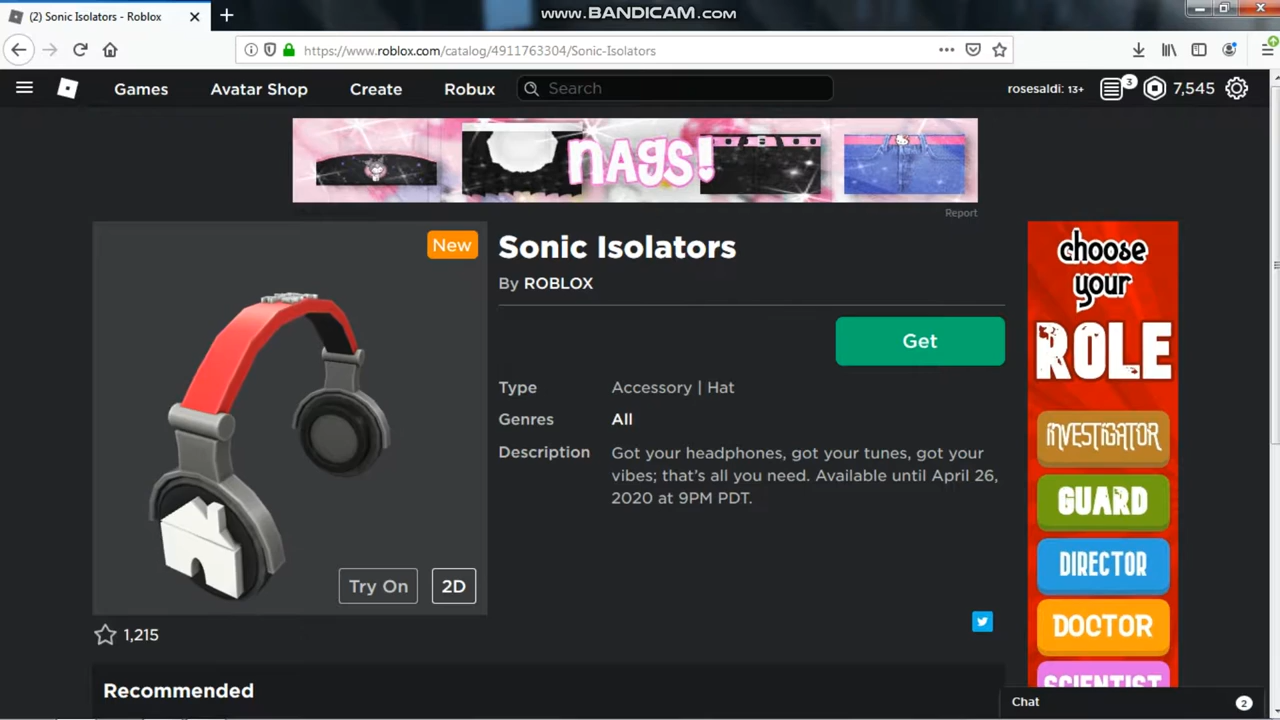 www.BANDICAM.com
(2) Sonic Isolators - Roblox
https://www.roblox.com/catalog/4911763304/Sonic-Isolators
Games
Avatar Shop
Create
Robux
Search
rosesaldi: 13+
3
7,545
NAGS!
Report
New
Try On
2D
1,215
Sonic Isolators
By ROBLOX
Get
Type Accessory | Hat
Genres All
Description Got your headphones, got your tunes, got your
vibes; that's all you need. Available until April 26,
2020 at 9PM PDT.
choose
your
ROLE
INVESTIGATOR
GUARD
DIRECTOR
DOCTOR
SCIENTIST
Recommended
Chat 2